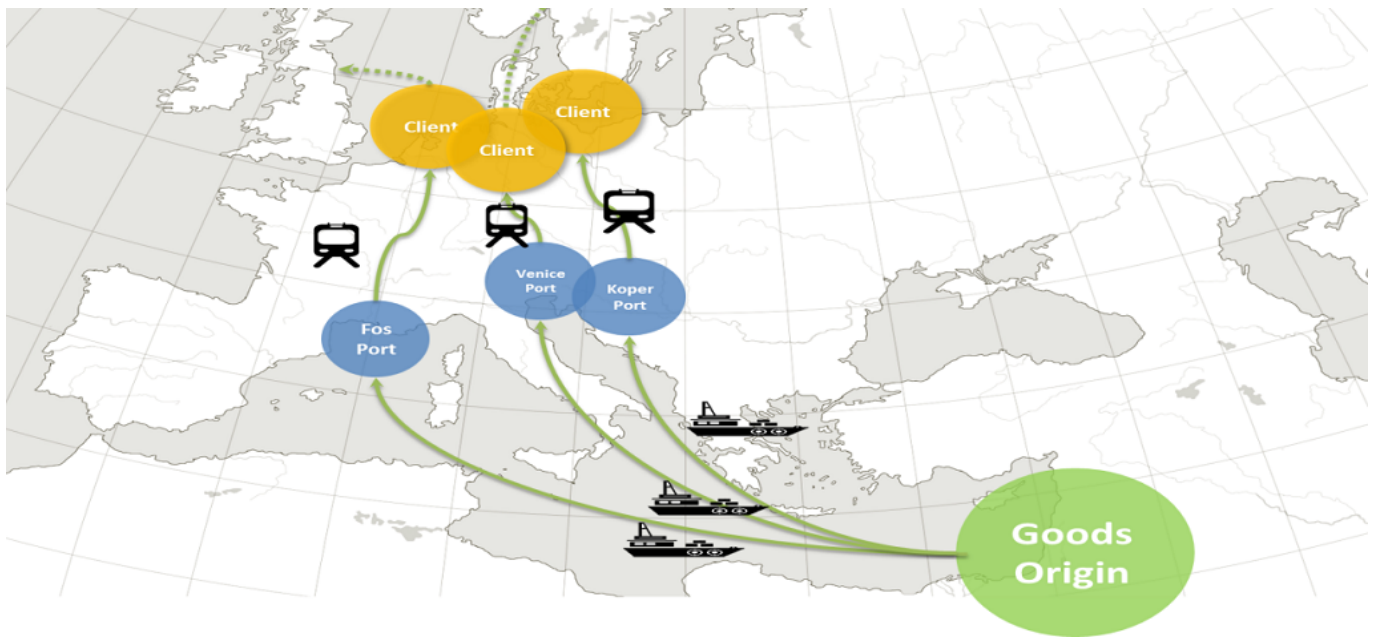 Client
Client
Client
Venice
Port
Koper
Port
Fos
Port
Goods
Origin